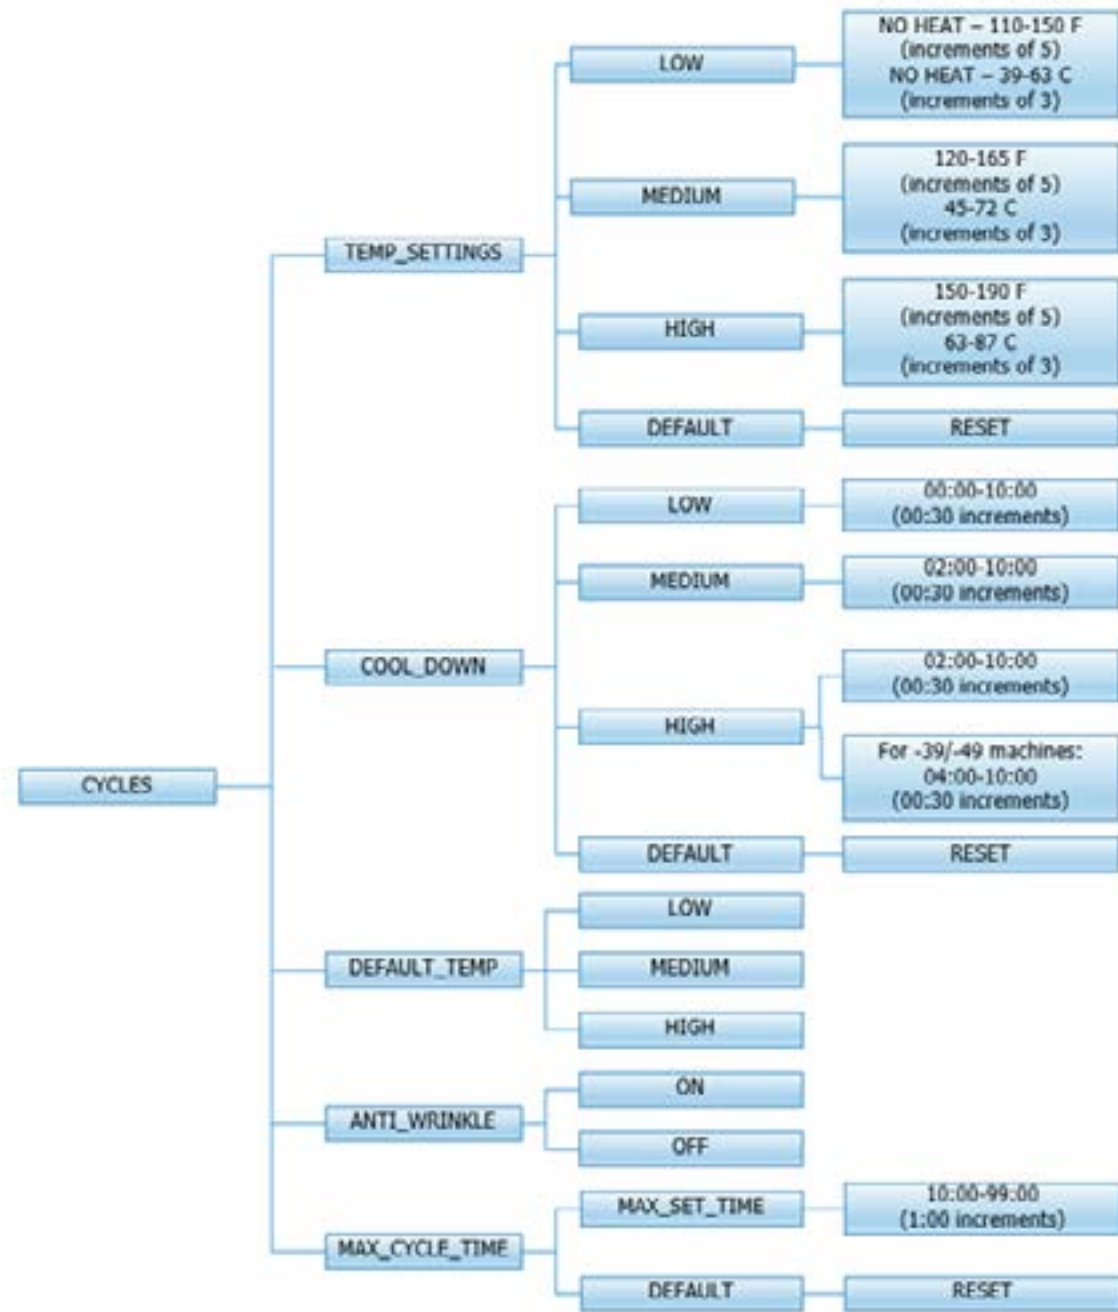 CYCLES
TEMP_SETTINGS
LOW
NO HEAT – 110-150 F
(increments of 5)
NO HEAT – 39-63 C
(increments of 3)
MEDIUM
120-165 F
(increments of 5)
45-72 C
(increments of 3)
HIGH
150-190 F
(increments of 5)
63-87 C
(increments of 3)
DEFAULT
RESET
COOL_DOWN
LOW
00:00-10:00
(00:30 increments)
MEDIUM
02:00-10:00
(00:30 increments)
HIGH
02:00-10:00
(00:30 increments)
For -39/-49 machines:
04:00-10:00
(00:30 increments)
DEFAULT
RESET
DEFAULT_TEMP
LOW
MEDIUM
HIGH
ANTI_WRINKLE
ON
OFF
MAX_CYCLE_TIME
MAX_SET_TIME
10:00-99:00
(1:00 increments)
DEFAULT
RESET